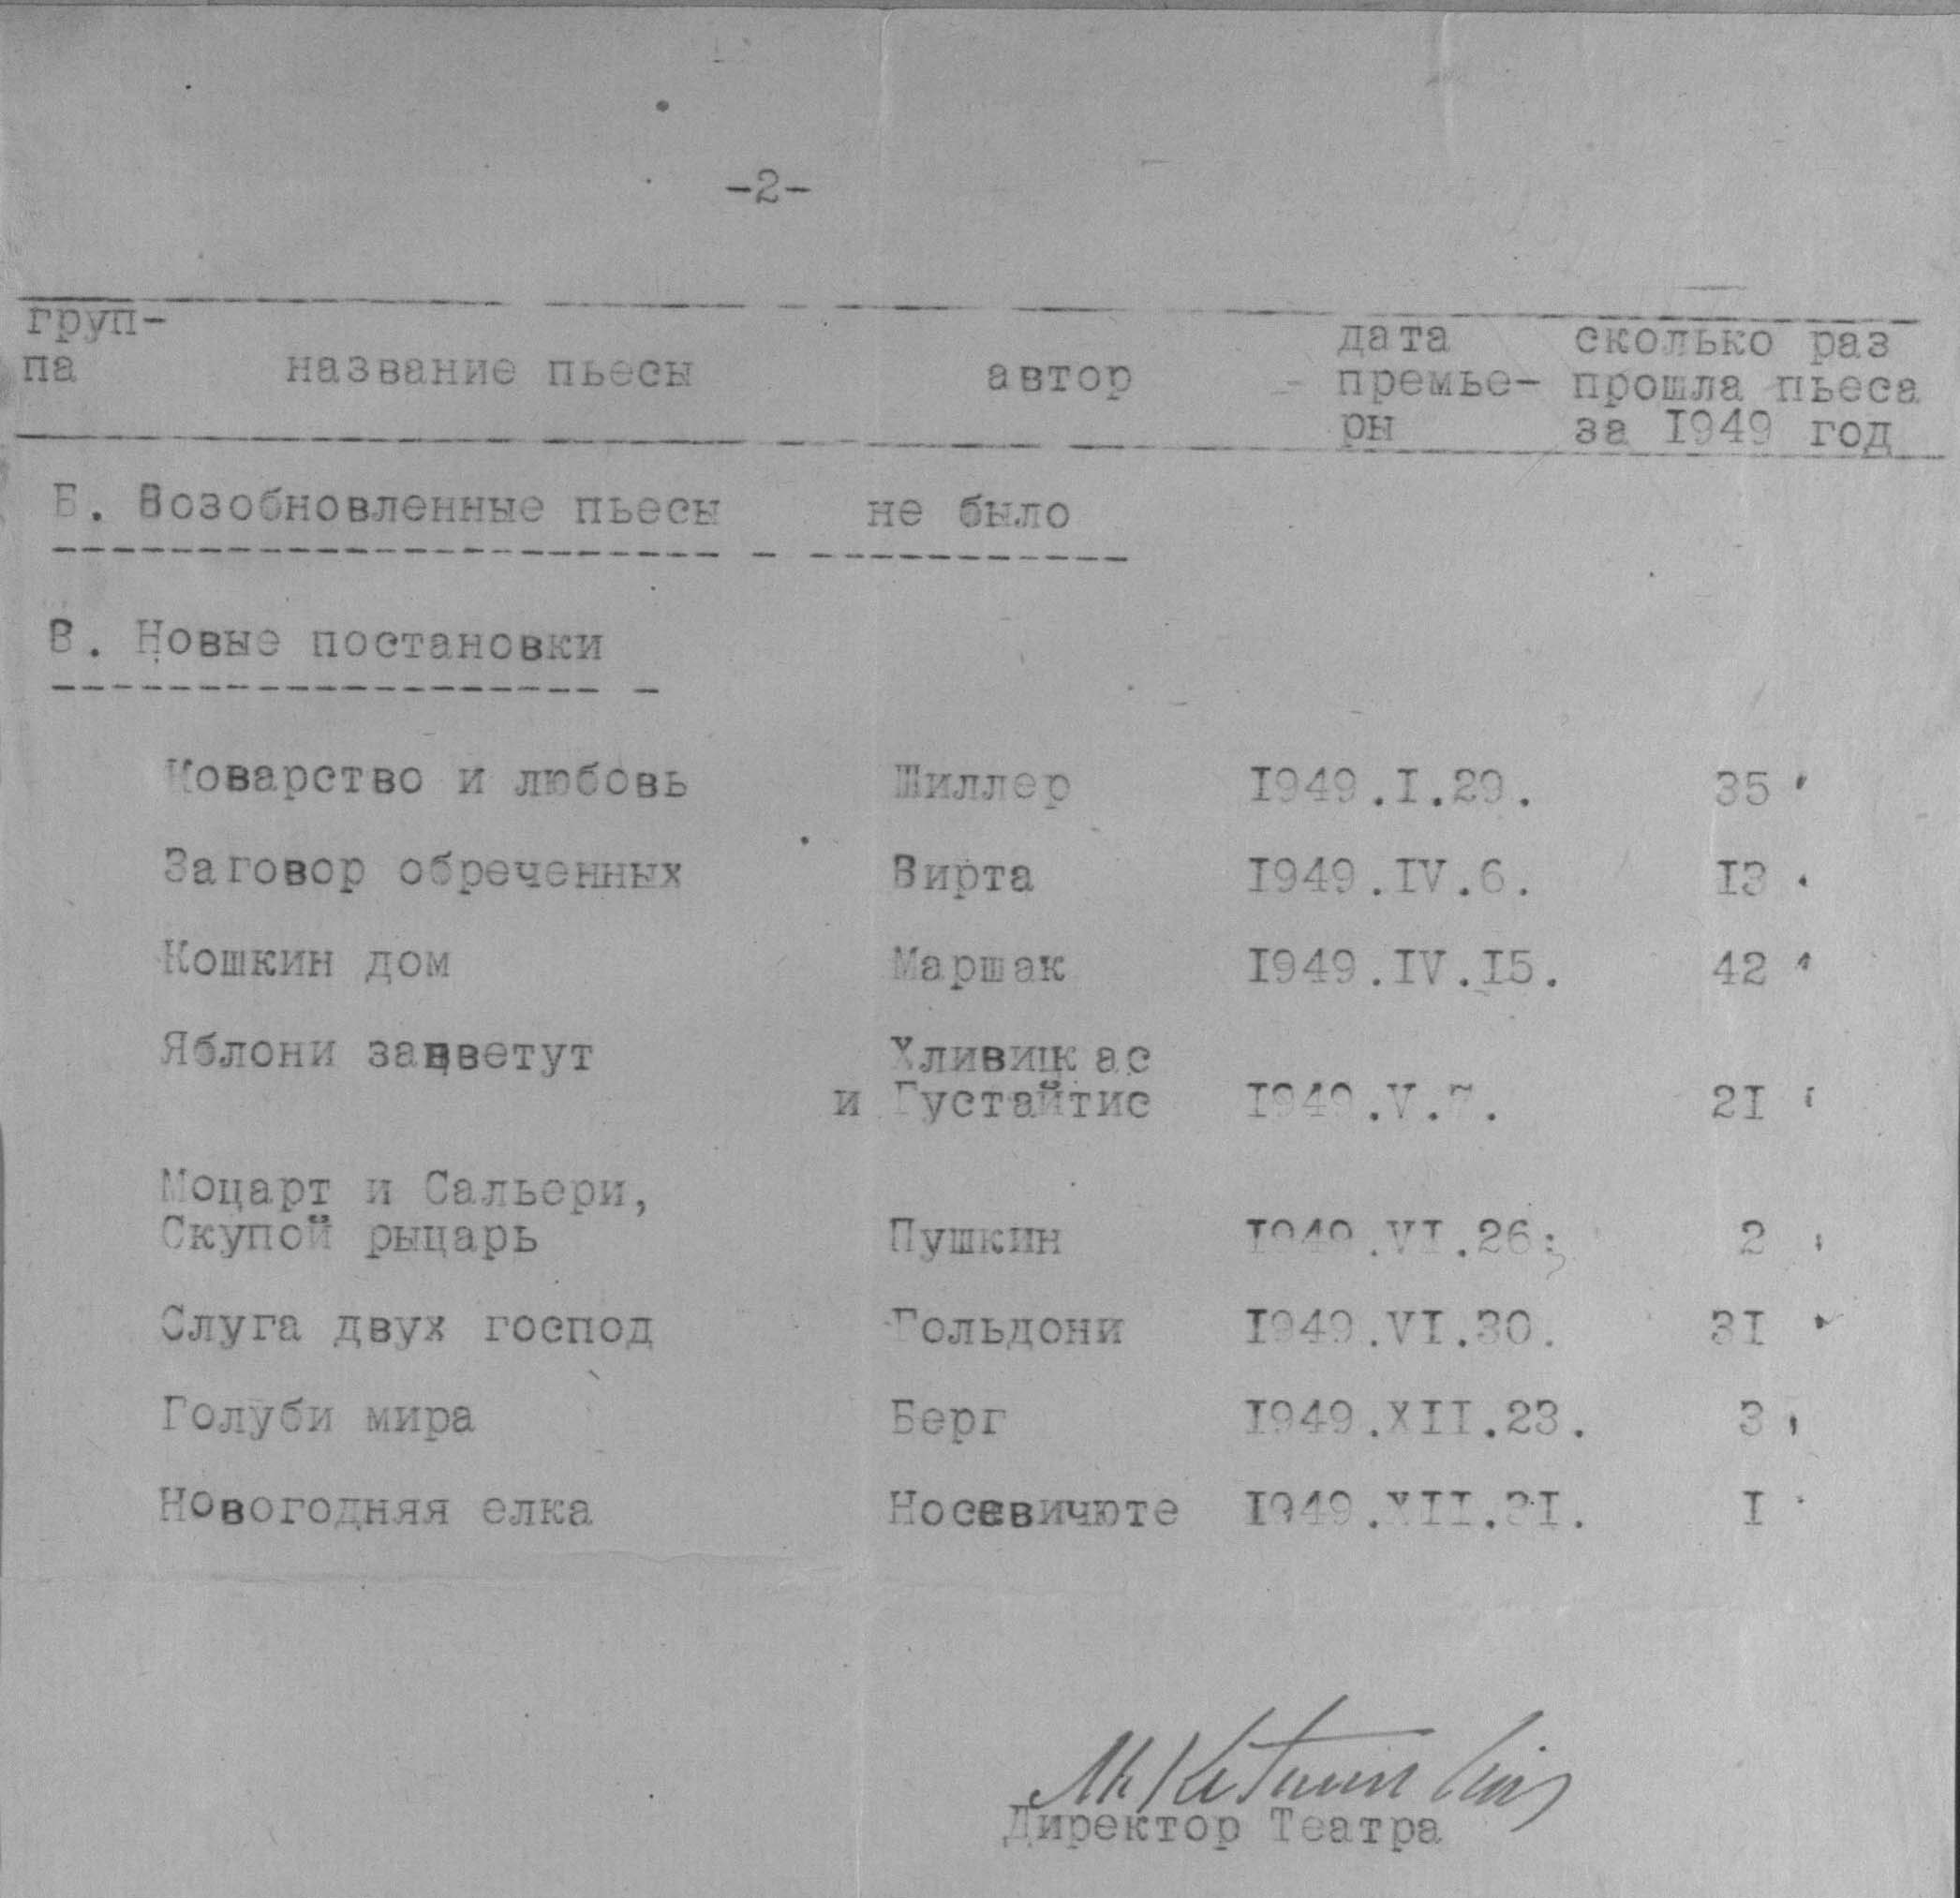 -2-
груп-
па название пьесы автор дата премье- ры сколько раз прошла пьеса за I949 год
Б. Возобновленные пьесы не было
В. Новые постановки
Коварство и любовь Шиллер I949.I.29. 35
Заговор обреченных Вирта I949.IV.6. I3
Кошкин дом Маршак I949.IV.I5. 42
Яблони зацветут Хливицкас
и Густайтис I949.V.7. 2I
Моцарт и Сальери,
Скупой рыцарь Пушкин I949.VI.26. 2
Слуга двух господ Гольдони I949.VI.30. 3I
Голуби мира Берг I949.XII.23. 3
Новогодняя елка Носевичюте I949.XII.3I. I
Директор Театра